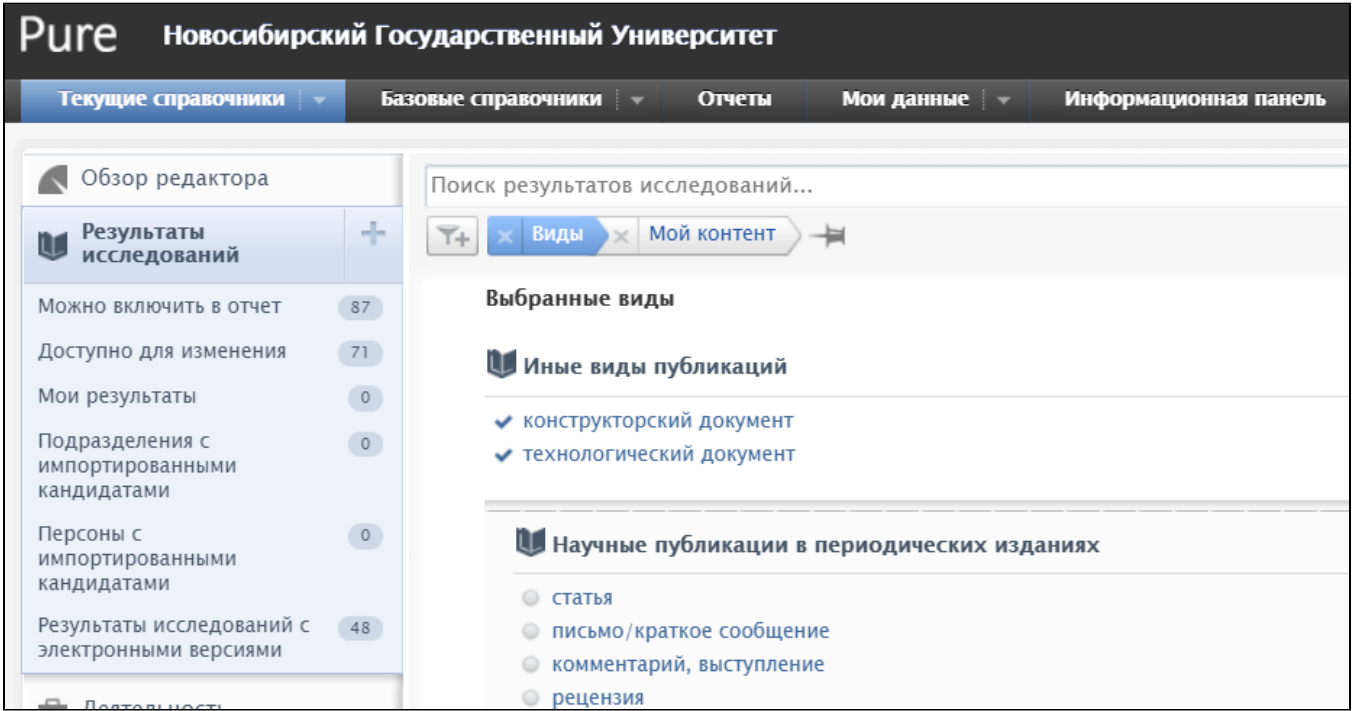 Pure Новосибирский Государственный Университет
Текущие справочники Базовые справочники Отчеты Мои данные Информационная панель
Обзор редактора
Результаты
исследований
Можно включить в отчет 87
Доступно для изменения 71
Мои результаты 0
Подразделения с 0
импортированными
кандидатами
Персоны с 0
импортированными
кандидатами
Результаты исследований с 48
электронными версиями
Деятельность
Поиск результатов исследований...
Виды Мой контент
Выбранные виды
Иные виды публикаций
конструкторский документ
технологический документ
Научные публикации в периодических изданиях
статья
письмо/краткое сообщение
комментарий, выступление
рецензия